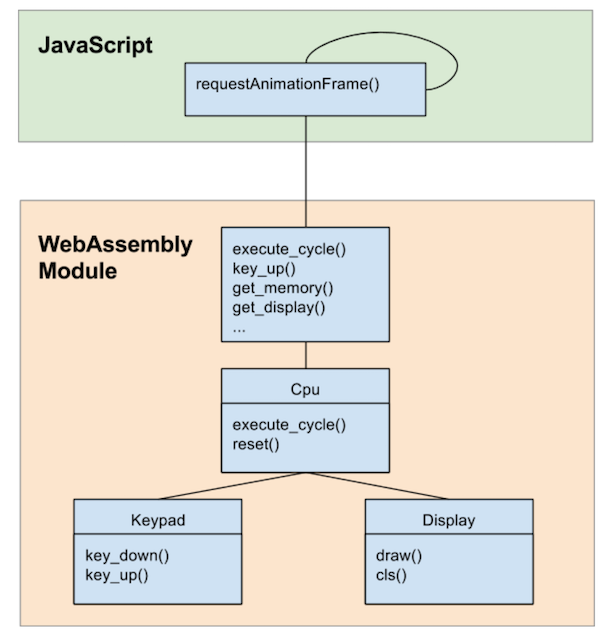 JavaScript
requestAnimationFrame()
WebAssembly
Module
execute_cycle()
key_up()
get_memory()
get_display()
...
Cpu
execute_cycle()
reset()
Keypad
key_down()
key_up()
Display
draw()
cls()